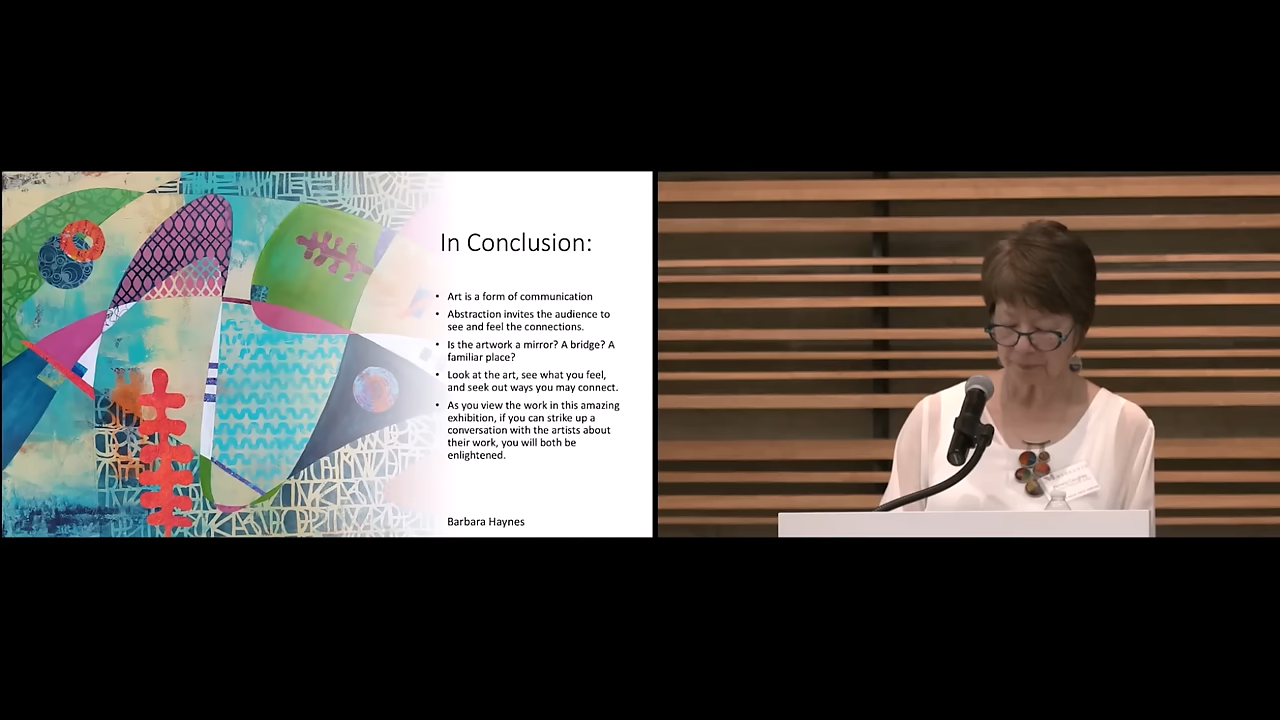 In Conclusion:
• Art is a form of communication
• Abstraction invites the audience to
see and feel the connections.
• Is the artwork a mirror? A bridge? A
familiar place?
• Look at the art, see what you feel,
and seek out ways you may connect.
• As you view the work in this amazing
exhibition, if you can strike up a
conversation with the artists about
their work, you will both be
enlightened.
Barbara Haynes